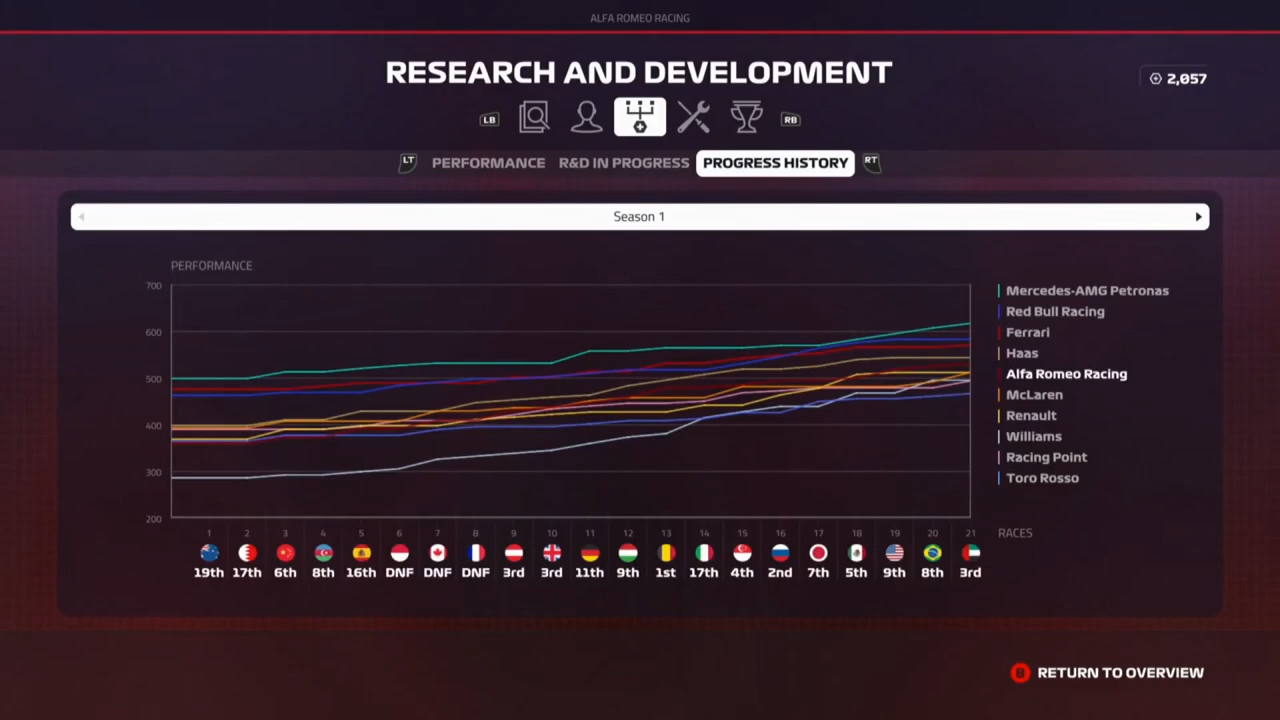 ALFA ROMEO RACING
RESEARCH AND DEVELOPMENT
2,057
LB RB
LT PERFORMANCE R&D IN PROGRESS PROGRESS HISTORY RT
Season 1
PERFORMANCE
700
600
500
400
300
200
Mercedes-AMG Petronas
Red Bull Racing
Ferrari
Haas
Alfa Romeo Racing
McLaren
Renault
Williams
Racing Point
Toro Rosso
1 2 3 4 5 6 7 8 9 10 11 12 13 14 15 16 17 18 19 20 21 RACES
19th 17th 6th 8th 16th DNF DNF DNF 3rd 3rd 11th 9th 1st 17th 4th 2nd 7th 5th 9th 8th 3rd
B RETURN TO OVERVIEW